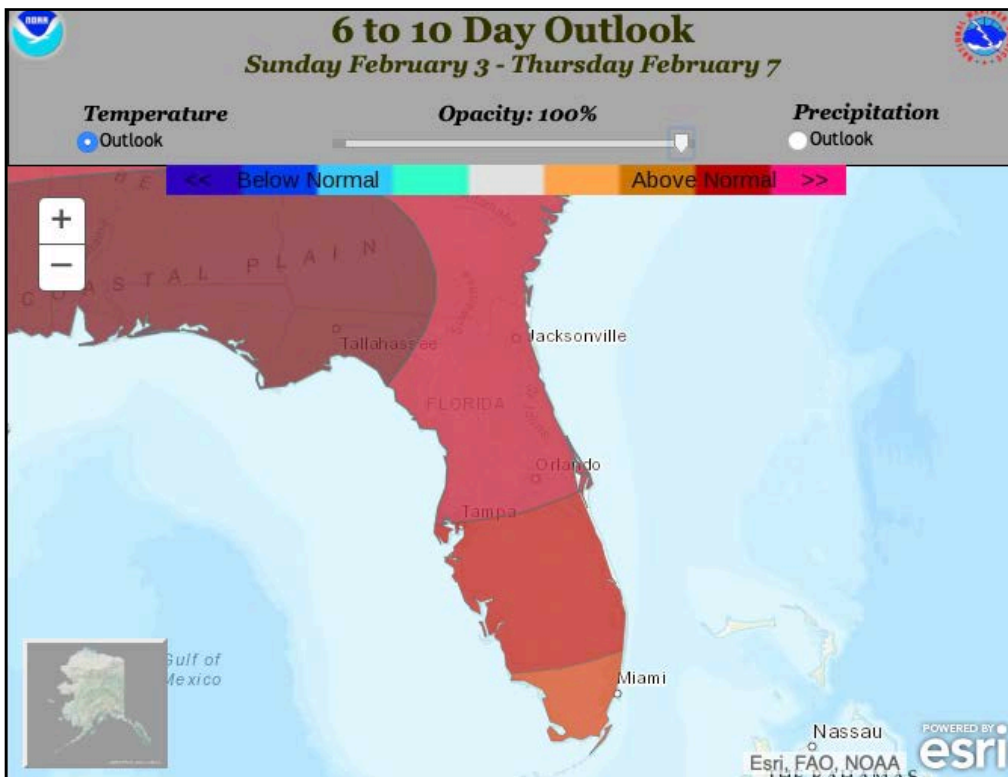 NOAA
6 to 10 Day Outlook
Sunday February 3 - Thursday February 7
Temperature
Opacity: 100%
Precipitation
Outlook
Outlook
<< Below Normal Above Normal >>
+
−
COASTAL PLAIN
Tallahassee
Jacksonville
FLORIDA
Orlando
Tampa
Gulf of
Mexico
Miami
Nassau
POWERED BY
esri
Esri, FAO, NOAA